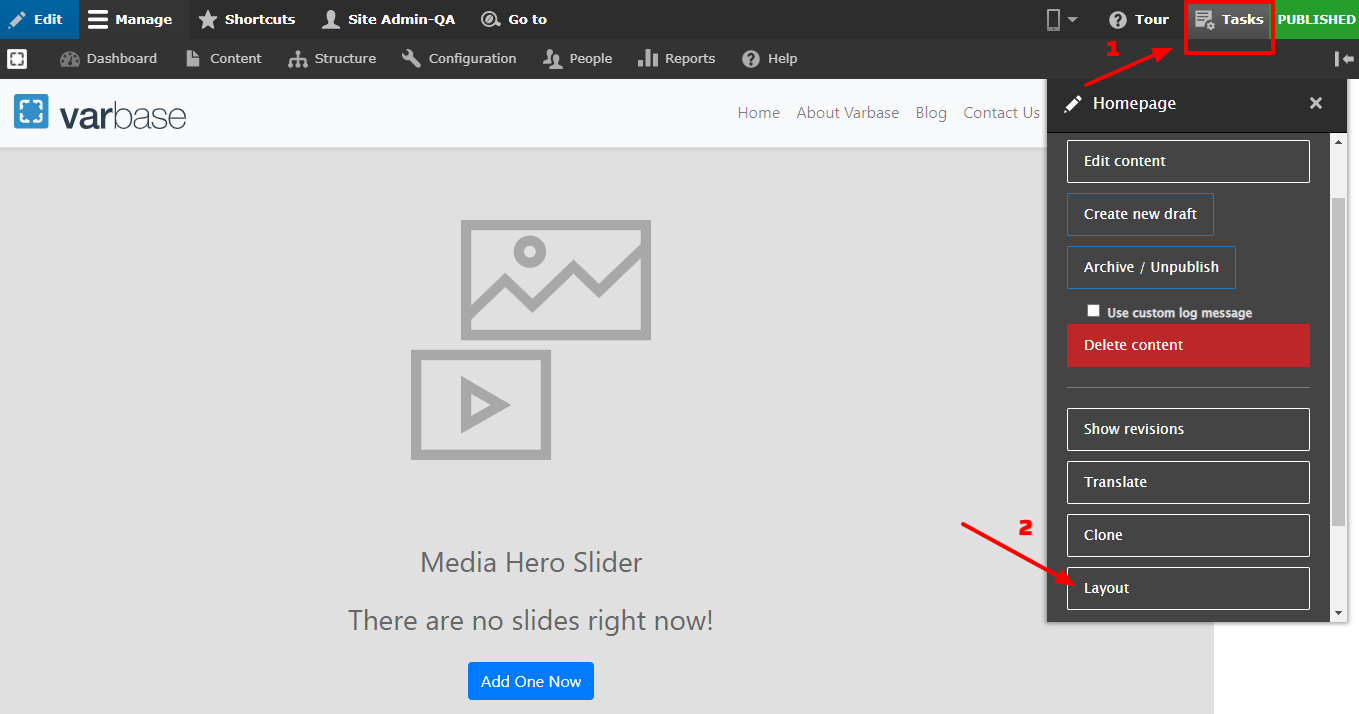 Edit Manage Shortcuts Site Admin-QA Go to Tour Tasks PUBLISHED
1
Dashboard Content Structure Configuration People Reports Help
varbase Home About Varbase Blog Contact Us
Homepage
Edit content
Create new draft
Archive / Unpublish
Use custom log message
Delete content
Show revisions
Translate
2
Clone
Layout
Media Hero Slider
There are no slides right now!
Add One Now